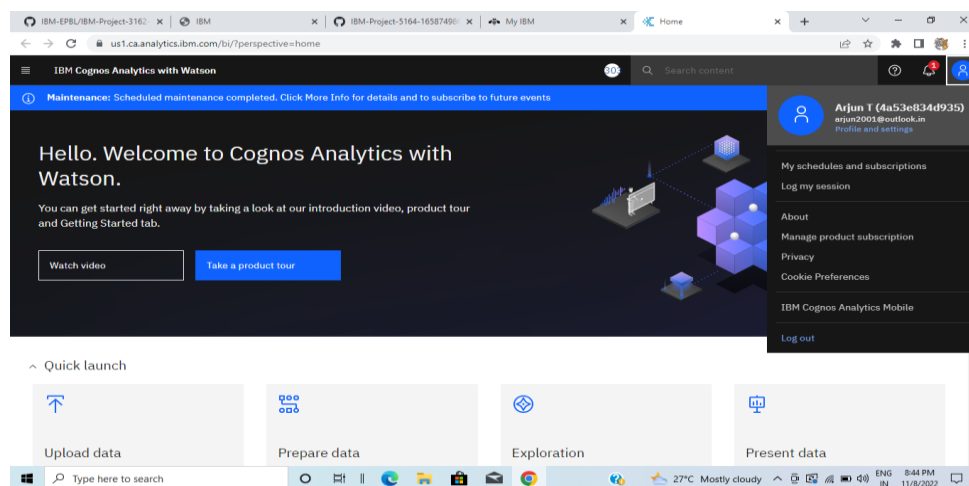 IBM-EPBL/IBM-Project-3162
IBM
IBM-Project-5164-16587496
My IBM
Home
us1.ca.analytics.ibm.com/bi/?perspective=home
IBM Cognos Analytics with Watson
30
Search content
1
Maintenance: Scheduled maintenance completed. Click More Info for details and to subscribe to future events
Arjun T (4a53e834d935)
arjun2001@outlook.in
Profile and settings
My schedules and subscriptions
Log my session
About
Manage product subscription
Privacy
Cookie Preferences
IBM Cognos Analytics Mobile
Log out
Hello. Welcome to Cognos Analytics with
Watson.
You can get started right away by taking a look at our introduction video, product tour
and Getting Started tab.
Watch video
Take a product tour
Quick launch
Upload data
Prepare data
Exploration
Present data
Type here to search
27°C Mostly cloudy
ENG
IN
8:44 PM
11/8/2022